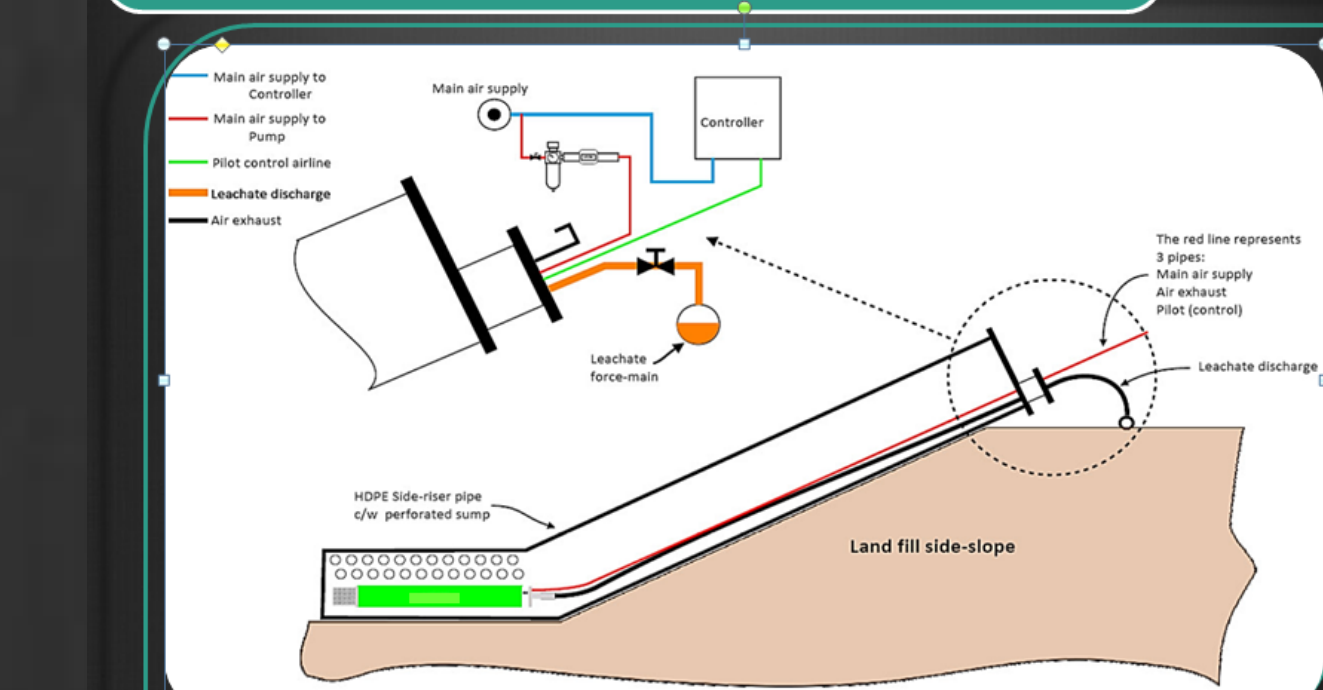 Main air supply to
Controller
Main air supply to
Pump
Pilot control airline
Leachate discharge
Air exhaust
Main air supply
Controller
Leachate
force-main
The red line represents
3 pipes:
Main air supply
Air exhaust
Pilot (control)
Leachate discharge
HDPE Side-riser pipe
c/w perforated sump
Land fill side-slope